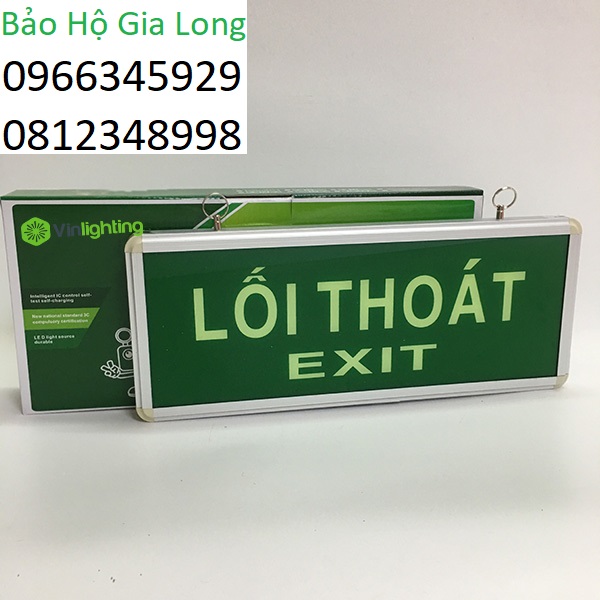 Bảo Hộ Gia Long
0966345929
0812348998
Vinlighting
Intelligent IC control self-
test self-charging
New national standard 3C
compulsory certification
LED light source
durable
LỐI THOÁT
EXIT